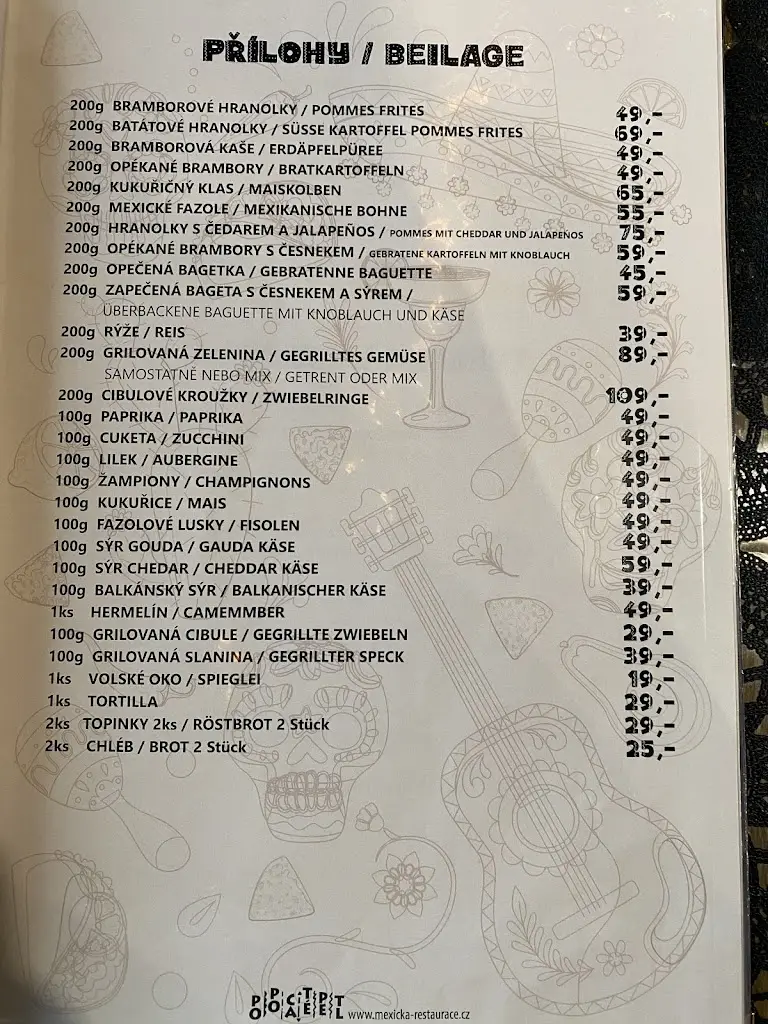 PŘÍLOHY / BEILAGE
200g BRAMBOROVÉ HRANOLKY / POMMES FRITES 49,-
200g BATÁTOVÉ HRANOLKY / SÜSSE KARTOFFEL POMMES FRITES 69,-
200g BRAMBOROVÁ KAŠE / ERDÄPFELPÜREE 49,-
200g OPÉKANÉ BRAMBORY / BRATKARTOFFELN 49,-
200g KUKUŘIČNÝ KLAS / MAISKOLBEN 65,-
200g MEXICKÉ FAZOLE / MEXIKANISCHE BOHNE 55,-
200g HRANOLKY S ČEDAREM A JALAPEÑOS / POMMES MIT CHEDDAR UND JALAPEÑOS 75,-
200g OPÉKANÉ BRAMBORY S ČESNEKEM / GEBRATENE KARTOFFELN MIT KNOBLAUCH 59,-
200g OPEČENÁ BAGETKA / GEBRATENNE BAGUETTE 45,-
200g ZAPEČENÁ BAGETA S ČESNEKEM A SÝREM / 59,-
ÜBERBACKENE BAGUETTE MIT KNOBLAUCH UND KÄSE
200g RÝŽE / REIS 39,-
200g GRILOVANÁ ZELENINA / GEGRILLTES GEMÜSE 89,-
SAMOSTATNĚ NEBO MIX / GETRENT ODER MIX
200g CIBULOVÉ KROUŽKY / ZWIEBELRINGE 109,-
100g PAPRIKA / PAPRIKA 49,-
100g CUKETA / ZUCCHINI 49,-
100g LILEK / AUBERGINE 49,-
100g ŽAMPIONY / CHAMPIGNONS 49,-
100g KUKUŘICE / MAIS 49,-
100g FAZOLOVÉ LUSKY / FISOLEN 49,-
100g SÝR GOUDA / GAUDA KÄSE 49,-
100g SÝR CHEDAR / CHEDDAR KÄSE 59,-
100g BALKÁNSKÝ SÝR / BALKANISCHER KÄSE 39,-
1ks HERMELÍN / CAMEMMBER 49,-
100g GRILOVANÁ CIBULE / GEGRILLTE ZWIEBELN 29,-
100g GRILOVANÁ SLANINA / GEGRILLTER SPECK 39,-
1ks VOLSKÉ OKO / SPIEGLEI 19,-
1ks TORTILLA 29,-
2ks TOPINKY 2ks / RÖSTBROT 2 Stück 29,-
2ks CHLÉB / BROT 2 Stück 25,-
POPOCATEPETL www.mexicka-restaurace.cz